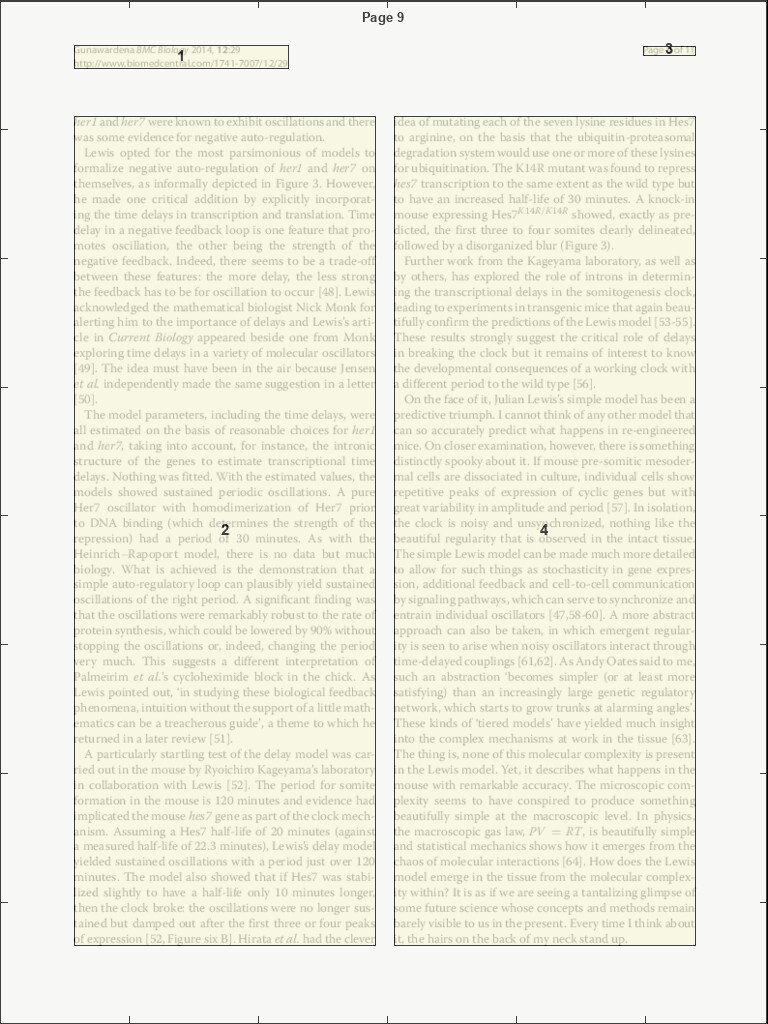 Page 9
Gunawardena BMC Biology 2014, 12:29
http://www.biomedcentral.com/1741-7007/12/29
1
Page of 11
3
her1 and her7 were known to exhibit oscillations and there
was some evidence for negative auto-regulation.
Lewis opted for the most parsimonious of models to
formalize negative auto-regulation of her1 and her7 on
themselves, as informally depicted in Figure 3. However,
he made one critical addition by explicitly incorporat-
ing the time delays in transcription and translation. Time
delay in a negative feedback loop is one feature that pro-
motes oscillation, the other being the strength of the
negative feedback. Indeed, there seems to be a trade-off
between these features: the more delay, the less strong
the feedback has to be for oscillation to occur [48]. Lewis
acknowledged the mathematical biologist Nick Monk for
alerting him to the importance of delays and Lewis's arti-
cle in Current Biology appeared beside one from Monk
exploring time delays in a variety of molecular oscillators
[49]. The idea must have been in the air because Jensen
et al. independently made the same suggestion in a letter
[50].
The model parameters, including the time delays, were
all estimated on the basis of reasonable choices for her1
and her7, taking into account, for instance, the intronic
structure of the genes to estimate transcriptional time
delays. Nothing was fitted. With the estimated values, the
models showed sustained periodic oscillations. A pure
Her7 oscillator with homodimerization of Her7 prior
to DNA binding (which determines the strength of the
repression) had a period of 30 minutes. As with the
Heinrich–Rapoport model, there is no data but much
biology. What is achieved is the demonstration that a
simple auto-regulatory loop can plausibly yield sustained
oscillations of the right period. A significant finding was
that the oscillations were remarkably robust to the rate of
protein synthesis, which could be lowered by 90% without
stopping the oscillations or, indeed, changing the period
very much. This suggests a different interpretation of
Palmeirim et al.'s cycloheximide block in the chick. As
Lewis pointed out, 'in studying these biological feedback
phenomena, intuition without the support of a little math-
ematics can be a treacherous guide', a theme to which he
returned in a later review [51].
A particularly startling test of the delay model was car-
ried out in the mouse by Ryoichiro Kageyama's laboratory
in collaboration with Lewis [52]. The period for somite
formation in the mouse is 120 minutes and evidence had
implicated the mouse hes7 gene as part of the clock mech-
anism. Assuming a Hes7 half-life of 20 minutes (against
a measured half-life of 22.3 minutes), Lewis's delay model
yielded sustained oscillations with a period just over 120
minutes. The model also showed that if Hes7 was stabi-
lized slightly to have a half-life only 10 minutes longer,
then the clock broke: the oscillations were no longer sus-
tained but damped out after the first three or four peaks
of expression [52, Figure six B]. Hirata et al. had the clever
2
idea of mutating each of the seven lysine residues in Hes7
to arginine, on the basis that the ubiquitin-proteasomal
degradation system would use one or more of these lysines
for ubiquitination. The K14R mutant was found to repress
hes7 transcription to the same extent as the wild type but
to have an increased half-life of 30 minutes. A knock-in
mouse expressing Hes7K14R/K14R showed, exactly as pre-
dicted, the first three to four somites clearly delineated,
followed by a disorganized blur (Figure 3).
Further work from the Kageyama laboratory, as well as
by others, has explored the role of introns in determin-
ing the transcriptional delays in the somitogenesis clock,
leading to experiments in transgenic mice that again beau-
tifully confirm the predictions of the Lewis model [53-55].
These results strongly suggest the critical role of delays
in breaking the clock but it remains of interest to know
the developmental consequences of a working clock with
a different period to the wild type [56].
On the face of it, Julian Lewis's simple model has been a
predictive triumph. I cannot think of any other model that
can so accurately predict what happens in re-engineered
mice. On closer examination, however, there is something
distinctly spooky about it. If mouse pre-somitic mesoder-
mal cells are dissociated in culture, individual cells show
repetitive peaks of expression of cyclic genes but with
great variability in amplitude and period [57]. In isolation,
the clock is noisy and unsynchronized, nothing like the
beautiful regularity that is observed in the intact tissue.
The simple Lewis model can be made much more detailed
to allow for such things as stochasticity in gene expres-
sion, additional feedback and cell-to-cell communication
by signaling pathways, which can serve to synchronize and
entrain individual oscillators [47,58-60]. A more abstract
approach can also be taken, in which emergent regular-
ity is seen to arise when noisy oscillators interact through
time-delayed couplings [61,62]. As Andy Oates said to me,
such an abstraction 'becomes simpler (or at least more
satisfying) than an increasingly large genetic regulatory
network, which starts to grow trunks at alarming angles'.
These kinds of 'tiered models' have yielded much insight
into the complex mechanisms at work in the tissue [63].
The thing is, none of this molecular complexity is present
in the Lewis model. Yet, it describes what happens in the
mouse with remarkable accuracy. The microscopic com-
plexity seems to have conspired to produce something
beautifully simple at the macroscopic level. In physics,
the macroscopic gas law, PV = RT, is beautifully simple
and statistical mechanics shows how it emerges from the
chaos of molecular interactions [64]. How does the Lewis
model emerge in the tissue from the molecular complex-
ity within? It is as if we are seeing a tantalizing glimpse of
some future science whose concepts and methods remain
barely visible to us in the present. Every time I think about
it, the hairs on the back of my neck stand up.
4